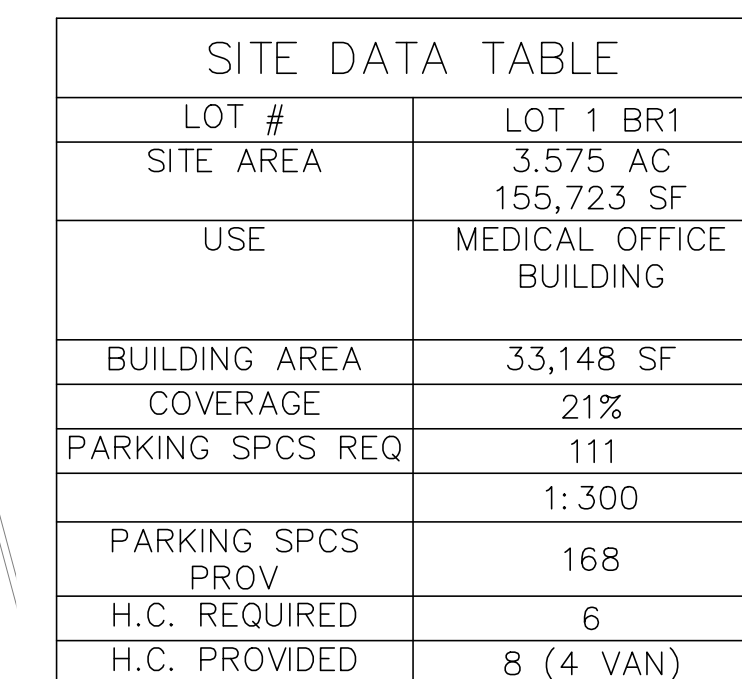 SITE DATA TABLE
LOT # LOT 1 BR1
SITE AREA 3.575 AC
155,723 SF
USE MEDICAL OFFICE
BUILDING
BUILDING AREA 33,148 SF
COVERAGE 21%
PARKING SPCS REQ 111
1:300
PARKING SPCS
PROV 168
H.C. REQUIRED 6
H.C. PROVIDED 8 (4 VAN)